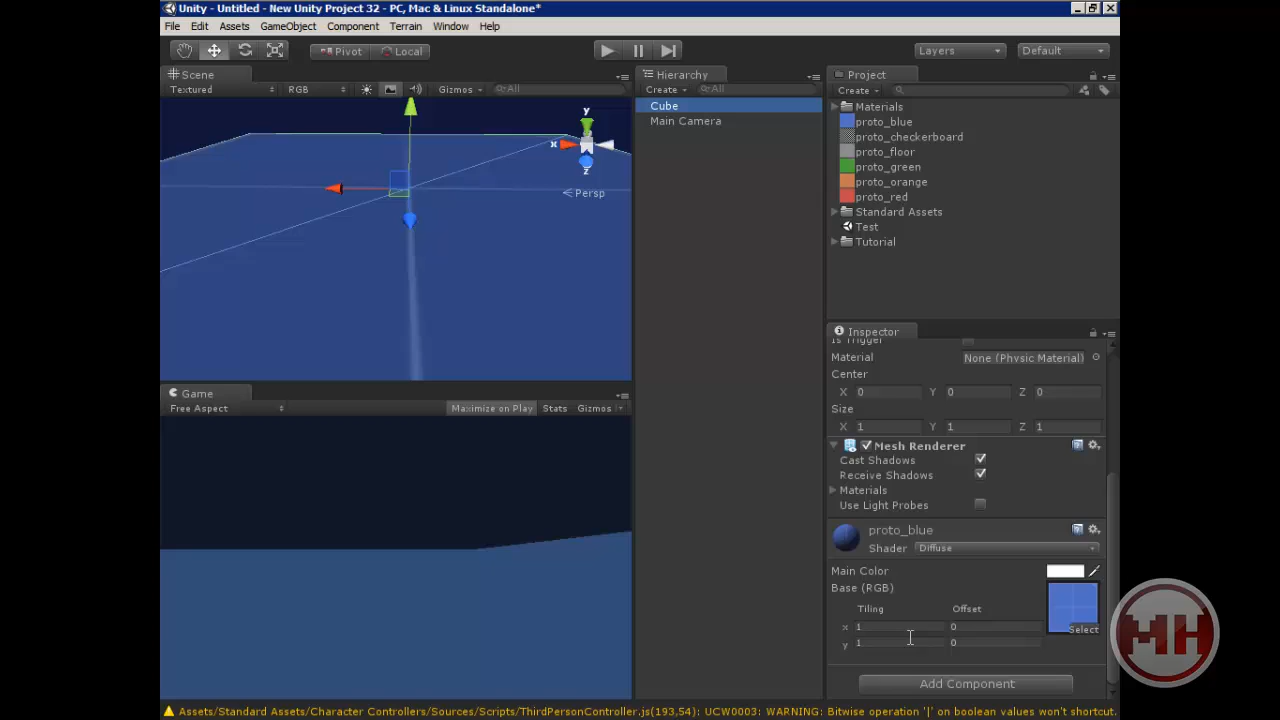 Unity - Untitled - New Unity Project 32 - PC, Mac & Linux Standalone*
File Edit Assets GameObject Component Terrain Window Help
Pivot Local Layers Default
Scene
Textured RGB Gizmos All
y
x
z
Persp
Game
Free Aspect Maximize on Play Stats Gizmos
Hierarchy
Create All
Cube
Main Camera
Project
Create
Materials
proto_blue
proto_checkerboard
proto_floor
proto_green
proto_orange
proto_red
Standard Assets
Test
Tutorial
Inspector
Is Trigger
Material None (Physic Material)
Center
X 0 Y 0 Z 0
Size
X 1 Y 1 Z 1
Mesh Renderer
Cast Shadows
Receive Shadows
Materials
Use Light Probes
proto_blue
Shader Diffuse
Main Color
Base (RGB)
Tiling Offset
x 1 0
y 1 0
Select
Add Component
MH
Assets/Standard Assets/Character Controllers/Sources/Scripts/ThirdPersonController.js(193,54): UCW0003: WARNING: Bitwise operation '|' on boolean values won't shortcut.